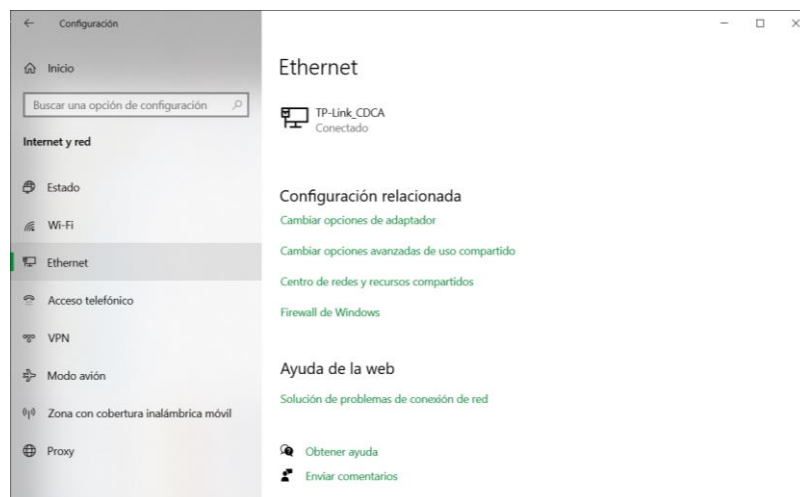 Configuración
Inicio
Buscar una opción de configuración
Internet y red
Estado
Wi-Fi
Ethernet
Acceso telefónico
VPN
Modo avión
Zona con cobertura inalámbrica móvil
Proxy
Ethernet
TP-Link_CDCA
Conectado
Configuración relacionada
Cambiar opciones de adaptador
Cambiar opciones avanzadas de uso compartido
Centro de redes y recursos compartidos
Firewall de Windows
Ayuda de la web
Solución de problemas de conexión de red
Obtener ayuda
Enviar comentarios